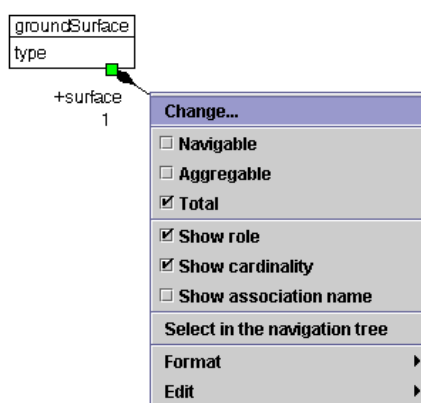 groundSurface
type
+surface
1
Change...
Navigable
Aggregable
Total
Show role
Show cardinality
Show association name
Select in the navigation tree
Format
Edit